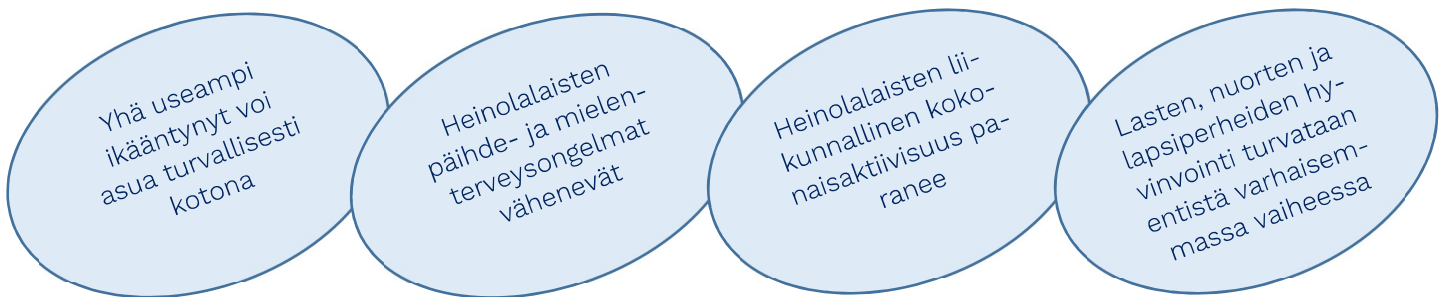 Yhä useampi
ikääntynyt voi
asua turvallisesti
kotona
Heinolalaisten
päihde- ja mielen-
terveysongelmat
vähenevät
Heinolalaisten lii-
kunnallinen koko-
naisaktiivisuus pa-
ranee
Lasten, nuorten ja
lapsiperheiden hy-
vinvointi turvataan
entistä varhaisem-
massa vaiheessa